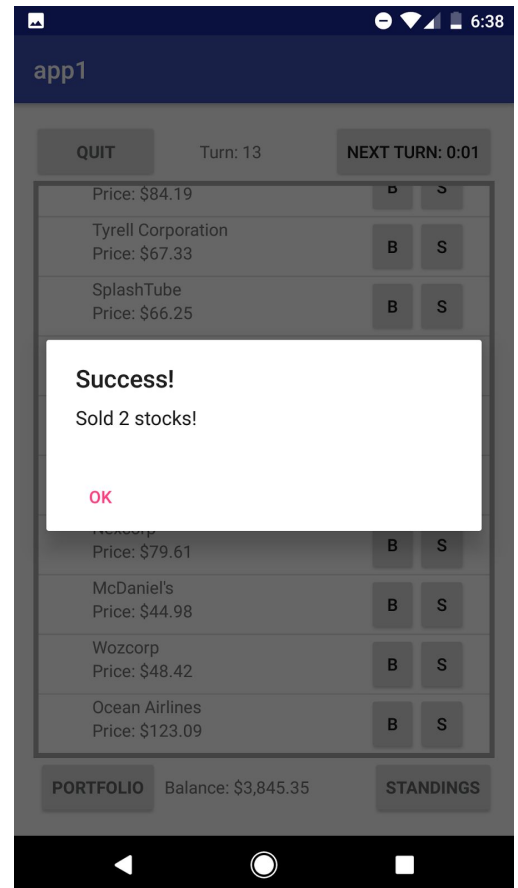 6:38
app1
QUIT Turn: 13 NEXT TURN: 0:01
Price: $84.19 B S
Tyrell Corporation
Price: $67.33 B S
SplashTube
Price: $66.25 B S
Success!
Sold 2 stocks!
OK
Nexcorp
Price: $79.61 B S
McDaniel's
Price: $44.98 B S
Wozcorp
Price: $48.42 B S
Ocean Airlines
Price: $123.09 B S
PORTFOLIO Balance: $3,845.35 STANDINGS